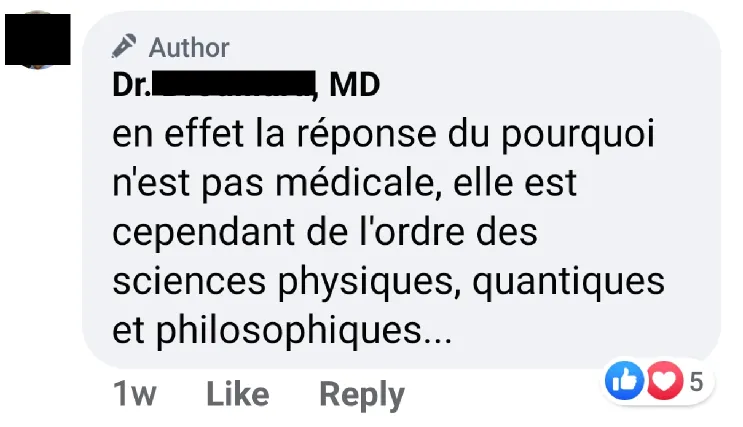 Author
Dr. , MD
en effet la réponse du pourquoi
n'est pas médicale, elle est
cependant de l'ordre des
sciences physiques, quantiques
et philosophiques...
1w Like Reply 5